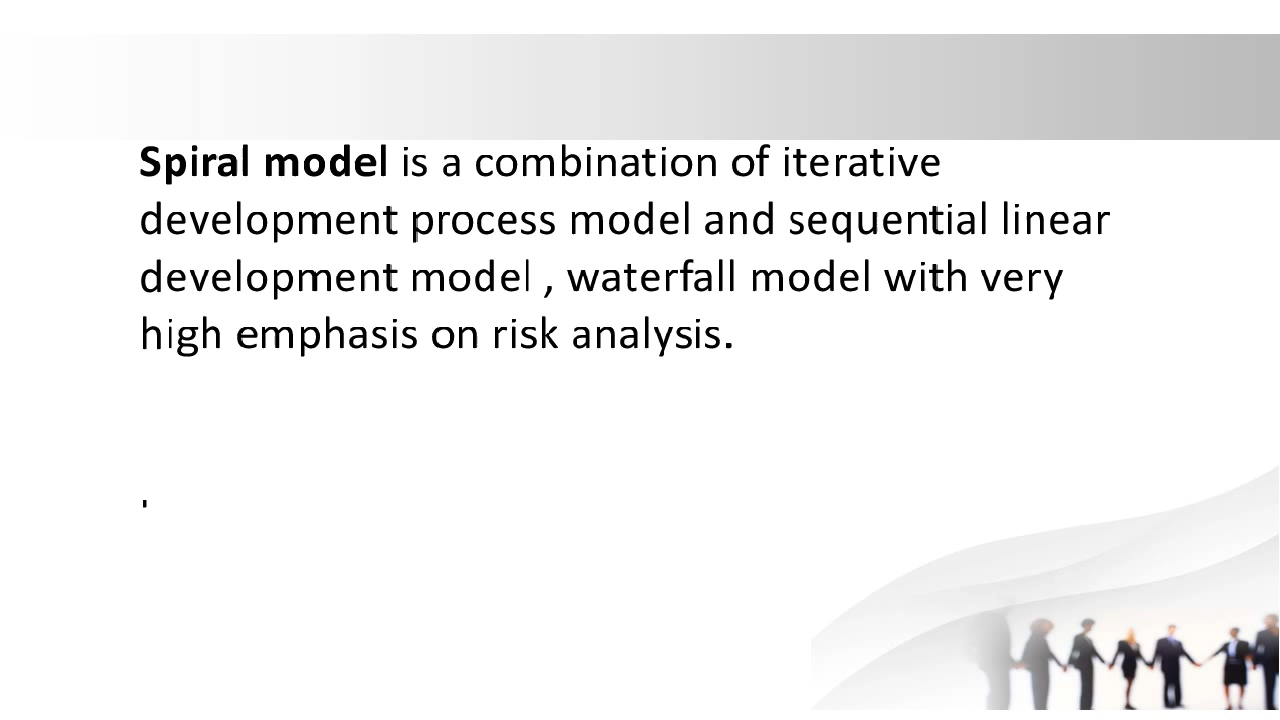 Spiral model is a combination of iterative
development process model and sequential linear
development model , waterfall model with very
high emphasis on risk analysis.
.